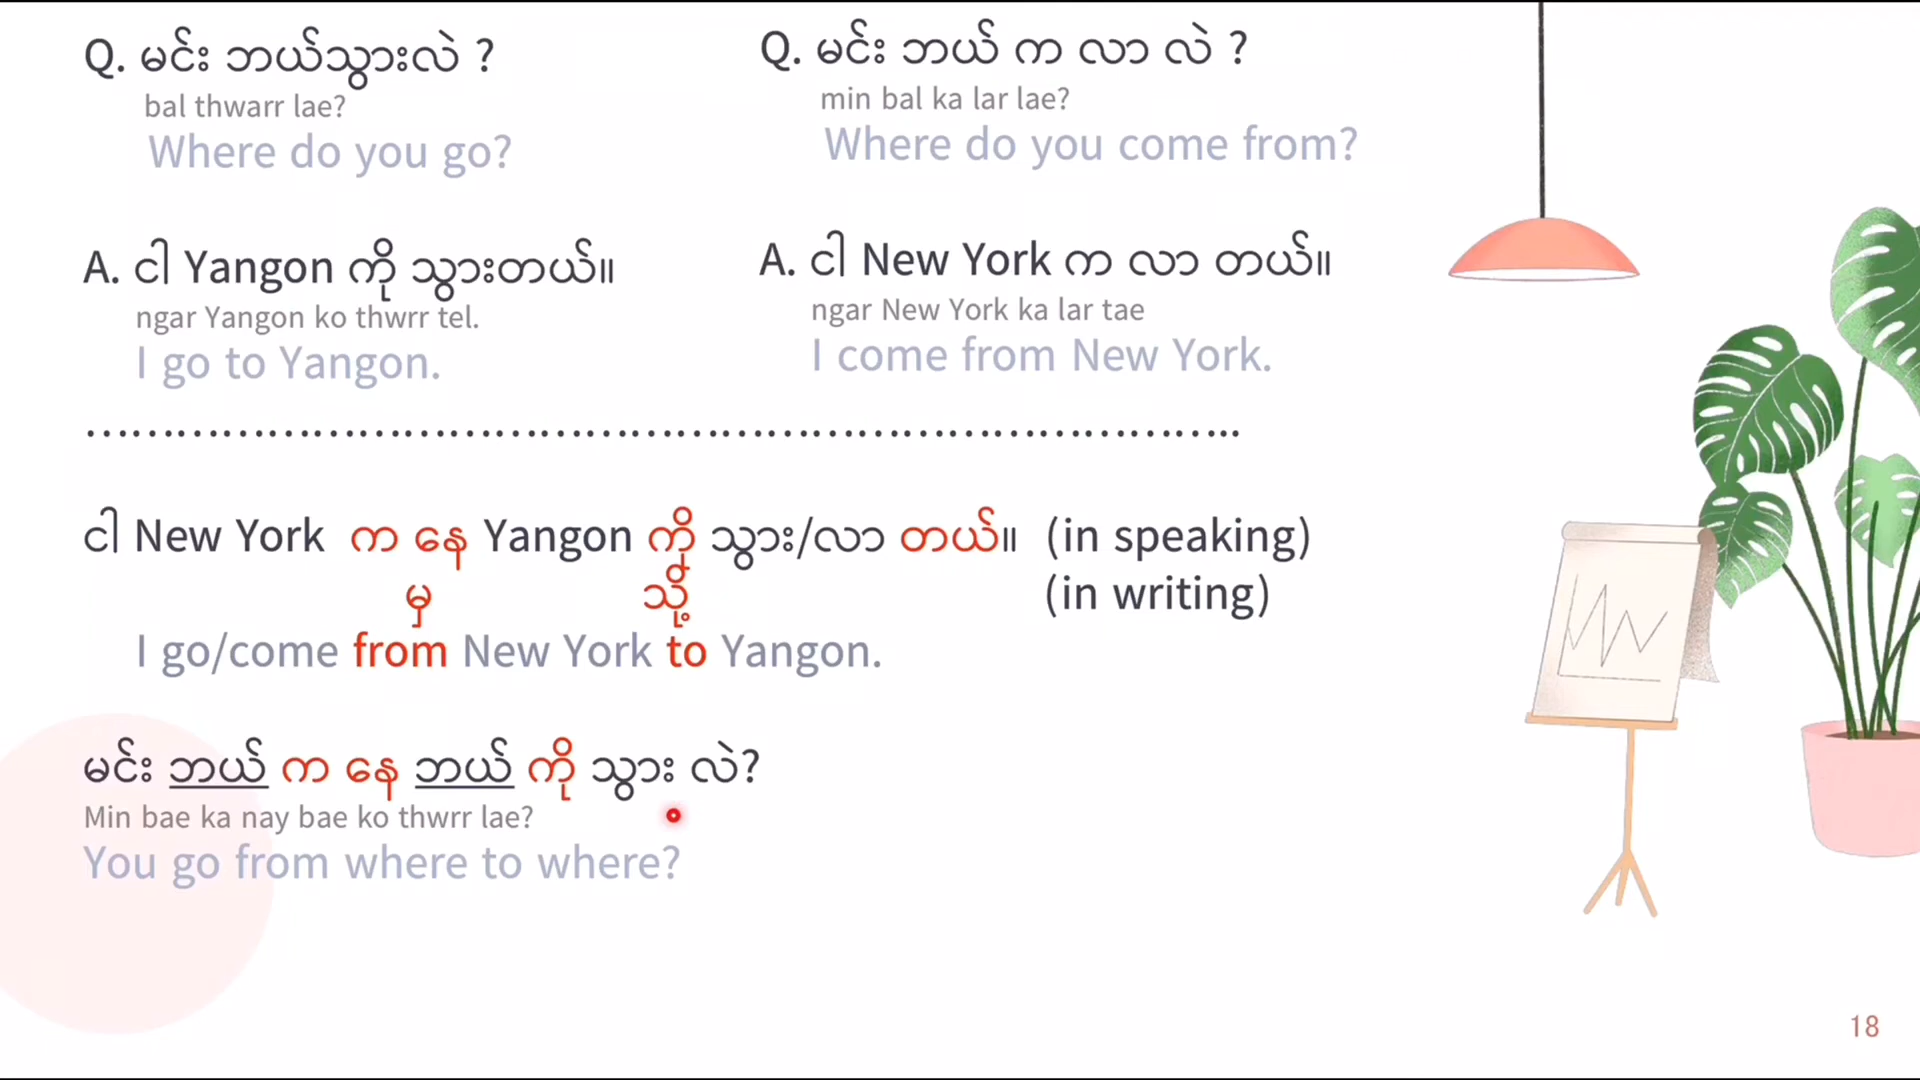 Q. မင်း ဘယ်သွားလဲ ?
bal thwarr lae?
Where do you go?
A. ငါ Yangon ကို သွားတယ်။
ngar Yangon ko thwrr tel.
I go to Yangon.
Q. မင်း ဘယ် က လာ လဲ ?
min bal ka lar lae?
Where do you come from?
A. ငါ New York က လာ တယ်။
ngar New York ka lar tae
I come from New York.
ငါ New York က နေ Yangon ကို သွား/လာ တယ်။ (in speaking)
မှ သို့ (in writing)
I go/come from New York to Yangon.
မင်း ဘယ် က နေ ဘယ် ကို သွား လဲ?
Min bae ka nay bae ko thwrr lae?
You go from where to where?
18